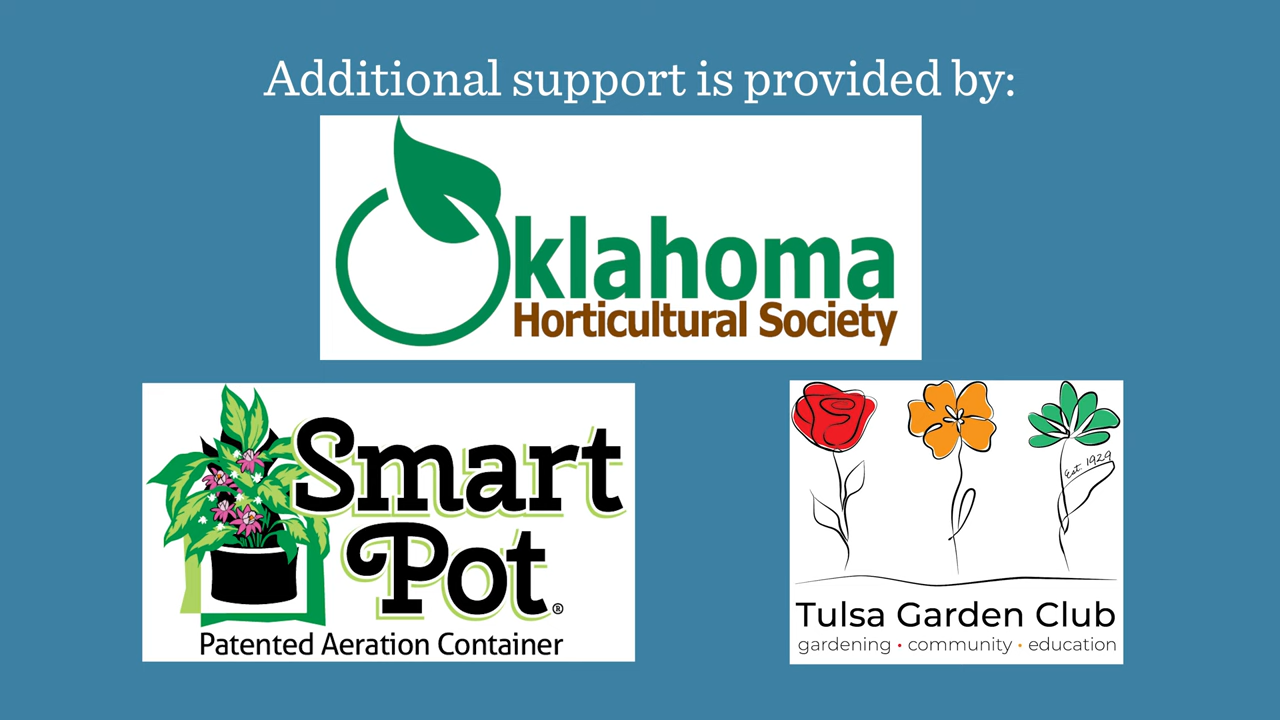 Additional support is provided by:
Oklahoma
Horticultural Society
Smart
Pot®
Patented Aeration Container
Est. 1929
Tulsa Garden Club
gardening • community • education